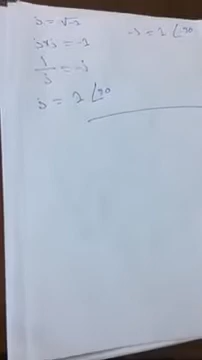 j = √-1
-j = 1 ∠-90
j*j = -1
1/j = -j
j = 1 ∠90